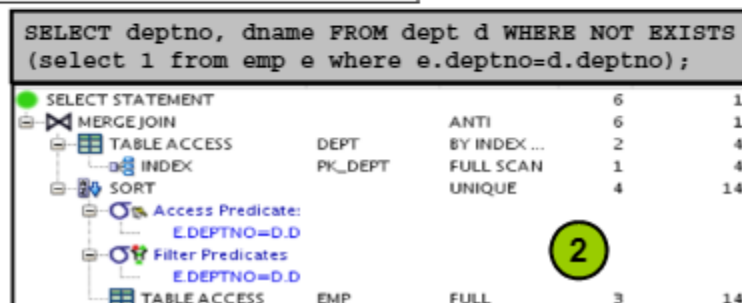 SELECT deptno, dname FROM dept d WHERE NOT EXISTS
(select 1 from emp e where e.deptno=d.deptno);
SELECT STATEMENT 6 1
MERGE JOIN ANTI 6 1
TABLE ACCESS DEPT BY INDEX ... 2 4
INDEX PK_DEPT FULL SCAN 1 4
SORT UNIQUE 4 14
Access Predicate:
E.DEPTNO=D.D
Filter Predicates
E.DEPTNO=D.D
2
TABLE ACCESS EMP FULL 3 14